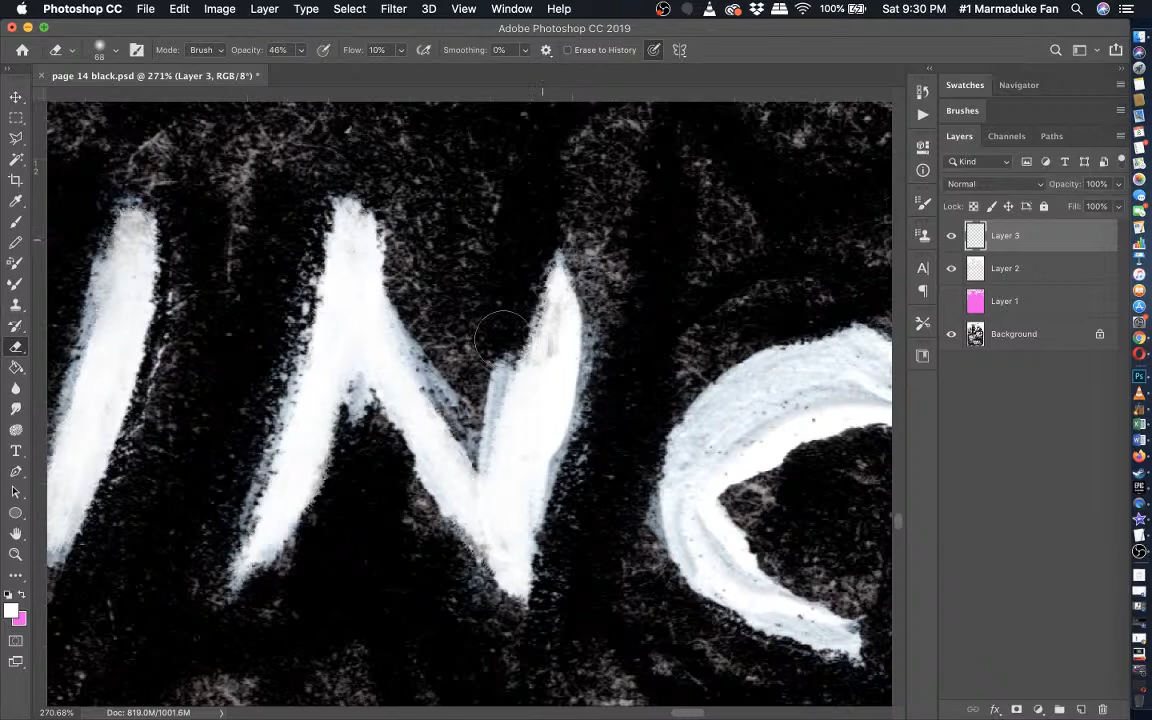 Photoshop CC File Edit Image Layer Type Select Filter 3D View Window Help 100% Sat 9:30 PM #1 Marmaduke Fan
Adobe Photoshop CC 2019
68 Mode: Brush Opacity: 46% Flow: 10% Smoothing: 0% Erase to History
× page 14 black.psd @ 271% (Layer 3, RGB/8*) *
Swatches Navigator
Brushes
Layers Channels Paths
Kind
Normal Opacity: 100%
Lock: Fill: 100%
Layer 3
Layer 2
Layer 1
Background
270.68% Doc: 819.0M/1001.6M